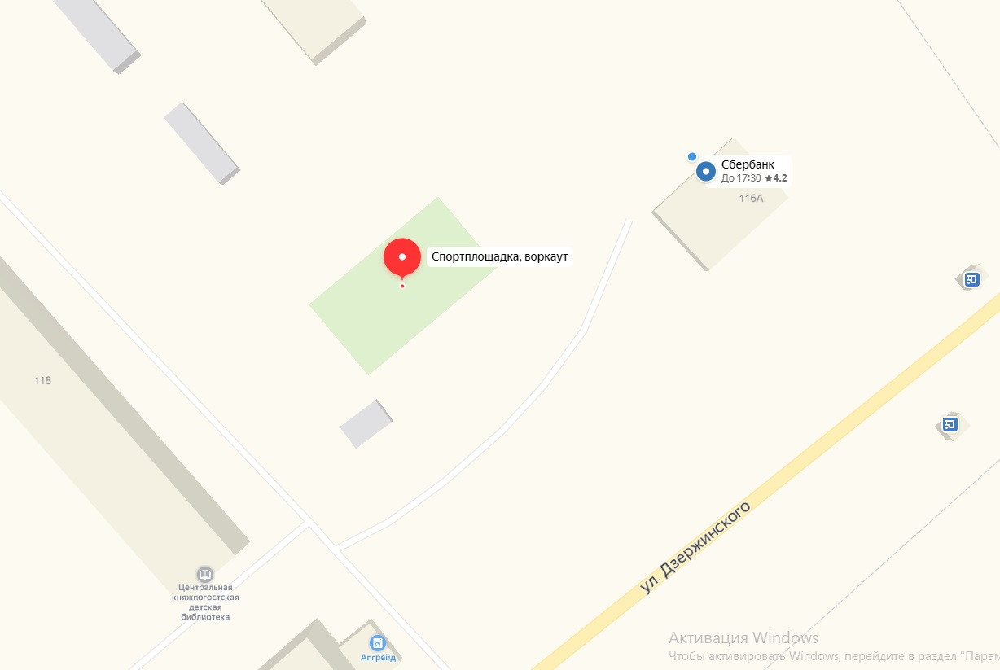 Сбербанк
До 17:30 ★4.2
116А
Спортплощадка, воркаут
118
ул. Дзержинского
Центральная
княжпогостская
детская
библиотека
Апгрейд
Активация Windows
Чтобы активировать Windows, перейдите в раздел "Парам